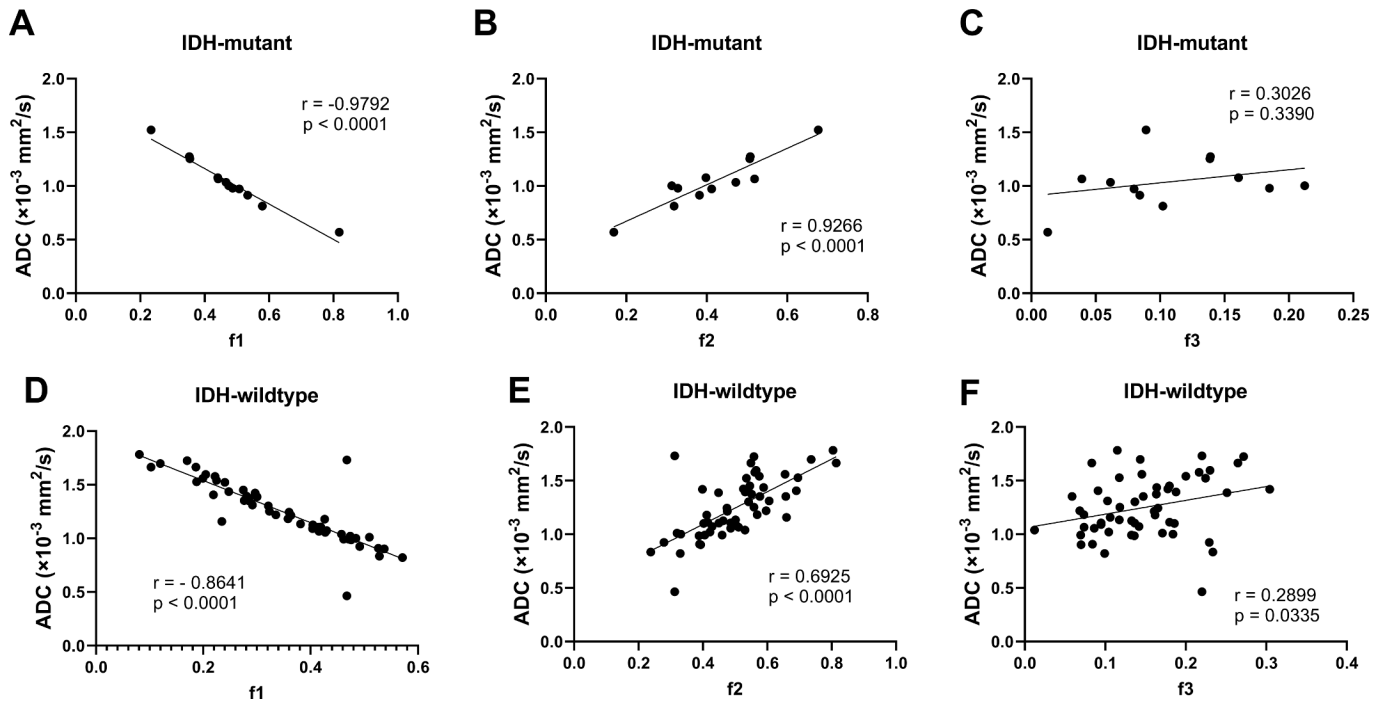 A
IDH-mutant
ADC (×10⁻³ mm²/s)
2.0
1.5
1.0
0.5
0.0
r = -0.9792
p < 0.0001
0.0 0.2 0.4 0.6 0.8 1.0
f1
B
IDH-mutant
ADC (×10⁻³ mm²/s)
2.0
1.5
1.0
0.5
0.0
r = 0.9266
p < 0.0001
0.0 0.2 0.4 0.6 0.8
f2
C
IDH-mutant
ADC (×10⁻³ mm²/s)
2.0
1.5
1.0
0.5
0.0
r = 0.3026
p = 0.3390
0.00 0.05 0.10 0.15 0.20 0.25
f3
D
IDH-wildtype
ADC (×10⁻³ mm²/s)
2.0
1.5
1.0
0.5
0.0
r = - 0.8641
p < 0.0001
0.0 0.2 0.4 0.6
f1
E
IDH-wildtype
ADC (×10⁻³ mm²/s)
2.0
1.5
1.0
0.5
0.0
r = 0.6925
p < 0.0001
0.0 0.2 0.4 0.6 0.8 1.0
f2
F
IDH-wildtype
ADC (×10⁻³ mm²/s)
2.0
1.5
1.0
0.5
0.0
r = 0.2899
p = 0.0335
0.0 0.1 0.2 0.3 0.4
f3